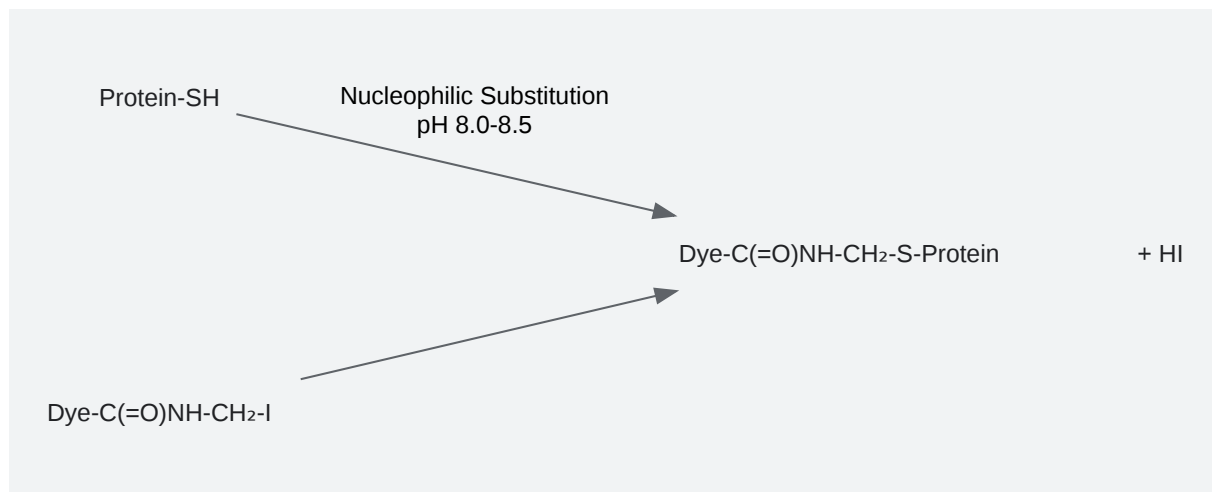 Protein-SH
Nucleophilic Substitution
pH 8.0-8.5
Dye-C(=O)NH-CH₂-S-Protein
+ HI
Dye-C(=O)NH-CH₂-I